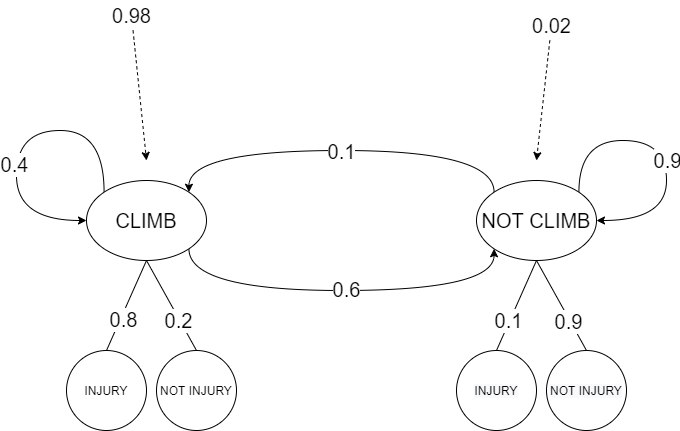 0.98
0.02
0.4
0.1
0.9
CLIMB
NOT CLIMB
0.6
0.8
0.2
0.1
0.9
INJURY
NOT INJURY
INJURY
NOT INJURY